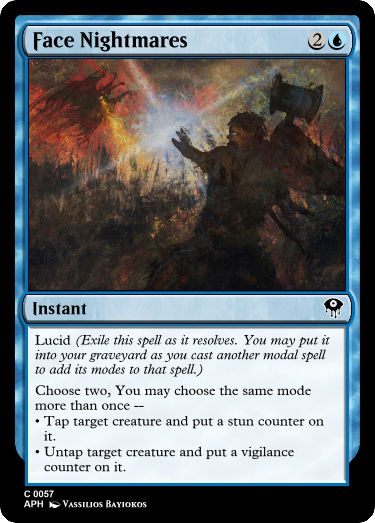 Face Nightmares 2
Instant
Lucid (Exile this spell as it resolves. You may put it
into your graveyard as you cast another modal spell
to add its modes to that spell.)
Choose two, You may choose the same mode
more than once --
• Tap target creature and put a stun counter on
it.
• Untap target creature and put a vigilance
counter on it.
C 0057
APH Vassilios Bayiokos